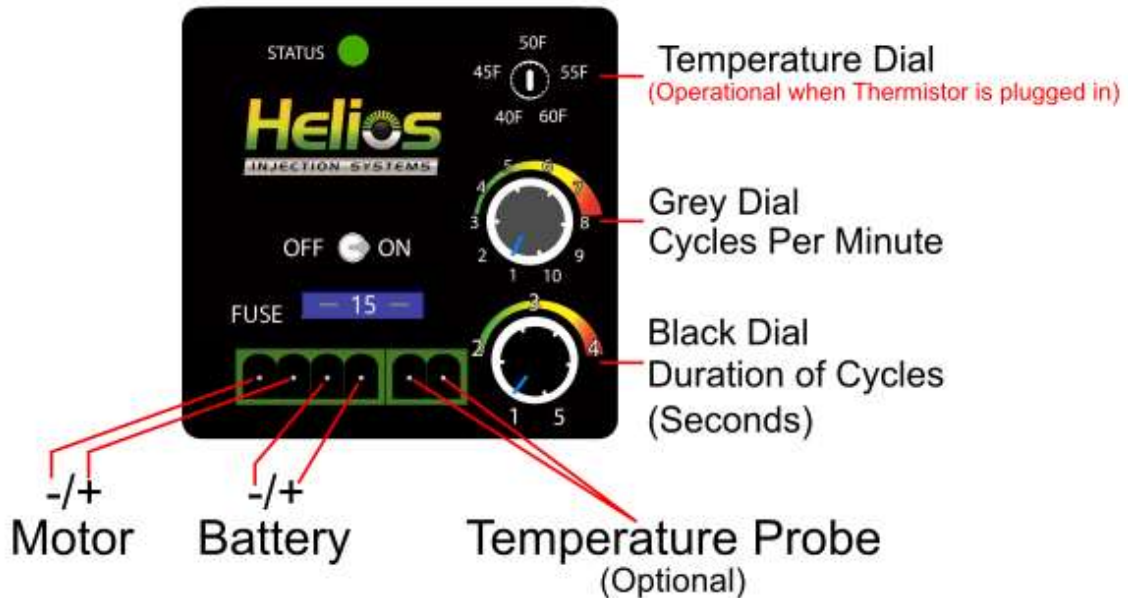 STATUS
Helios
INJECTION SYSTEMS
50F
45F 55F
40F 60F
Temperature Dial
(Operational when Thermistor is plugged in)
5 6
4 7
3 8
2 9
1 10
Grey Dial
Cycles Per Minute
OFF ON
FUSE - 15 -
3
2 4
1 5
Black Dial
Duration of Cycles
(Seconds)
-/+
Motor
-/+
Battery
Temperature Probe
(Optional)